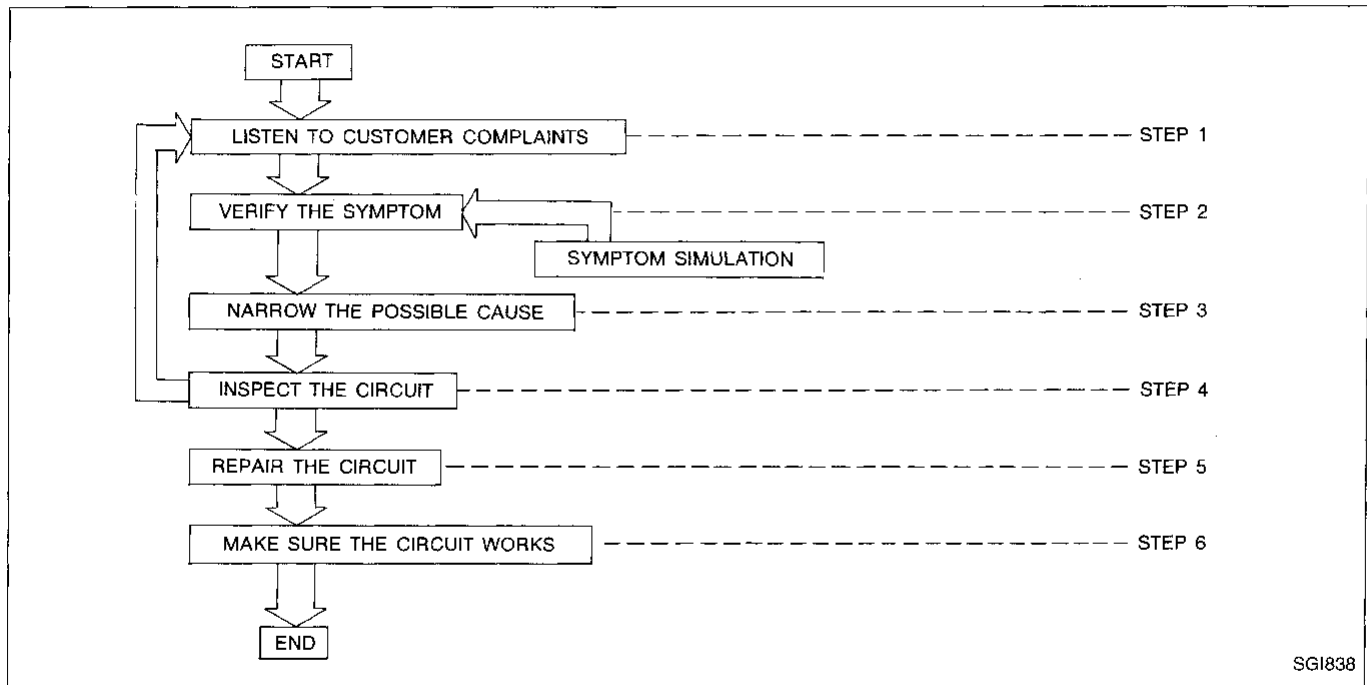 START
LISTEN TO CUSTOMER COMPLAINTS STEP 1
VERIFY THE SYMPTOM STEP 2
SYMPTOM SIMULATION
NARROW THE POSSIBLE CAUSE STEP 3
INSPECT THE CIRCUIT STEP 4
REPAIR THE CIRCUIT STEP 5
MAKE SURE THE CIRCUIT WORKS STEP 6
END
SGI838